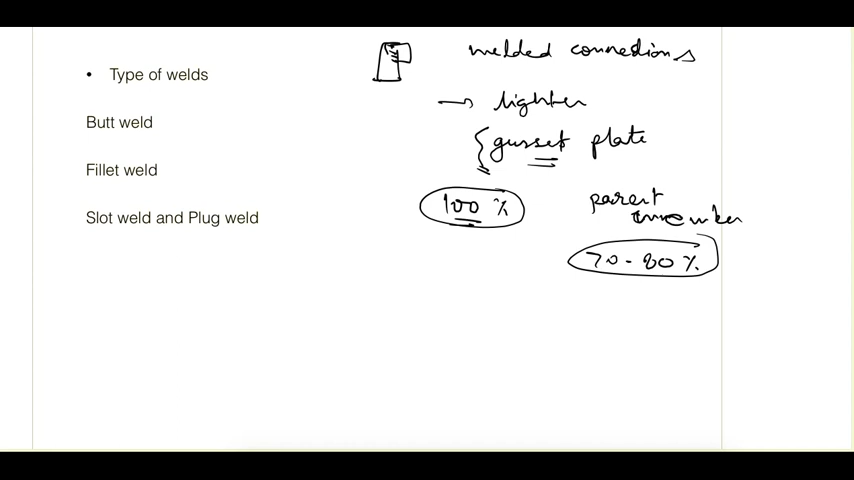 • Type of welds
Butt weld
Fillet weld
Slot weld and Plug weld
welded connections
→ lighter
gusset plate
100 %
parent
member
70 - 80 %